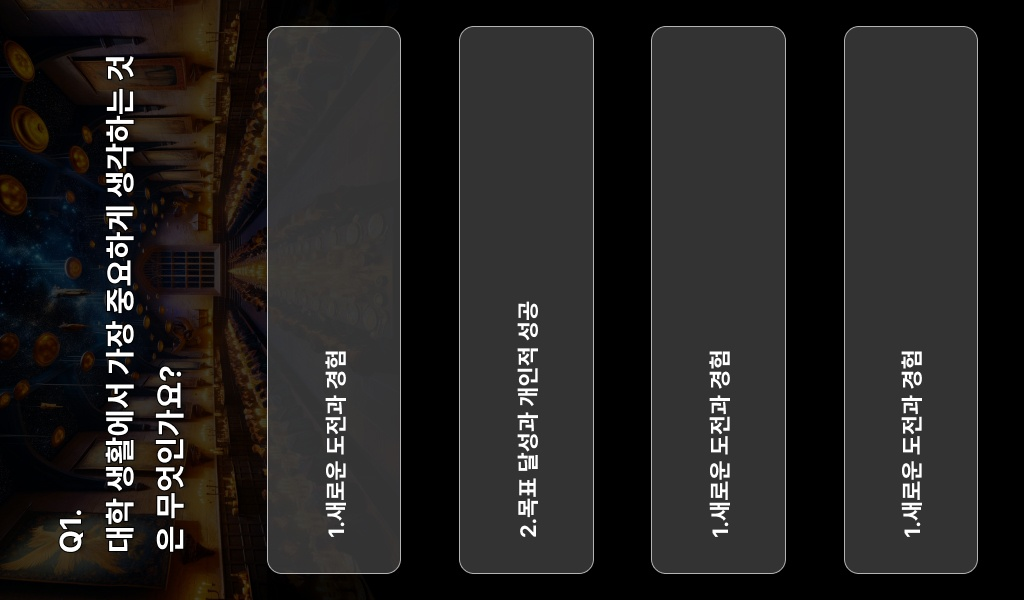 Q1.
대학 생활에서 가장 중요하게 생각하는 것
은 무엇인가요?
1.새로운 도전과 경험
2.목표 달성과 개인적 성공
1.새로운 도전과 경험
1.새로운 도전과 경험